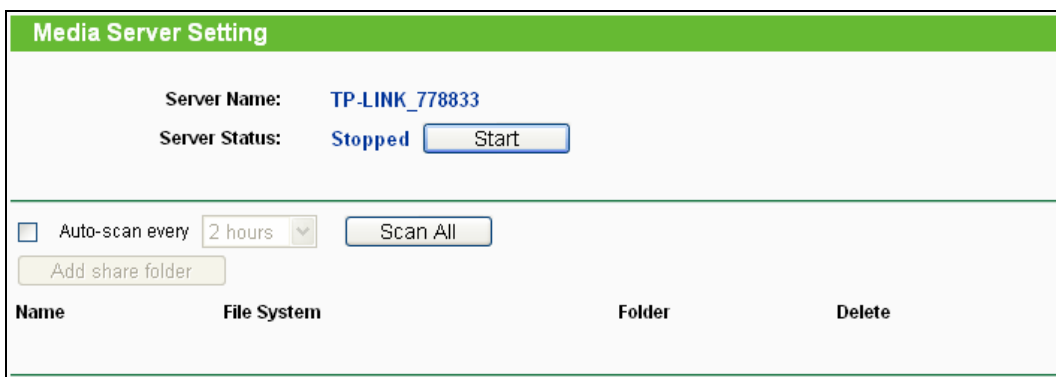 Media Server Setting
Server Name: TP-LINK_778833
Server Status: Stopped Start
Auto-scan every 2 hours Scan All
Add share folder
Name File System Folder Delete